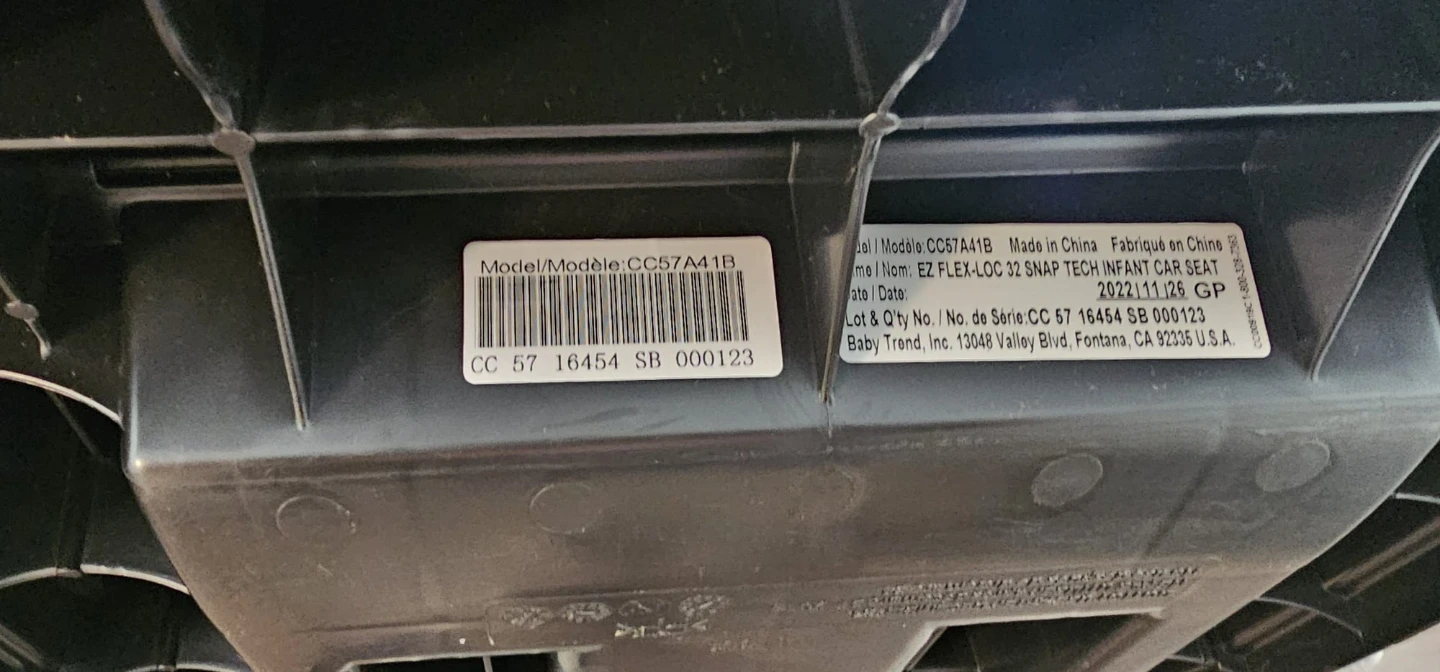 Model/Modèle:CC57A41B
CC 57 16454 SB 000123
/ Modèle:CC57A41B Made in China Fabriqué en Chine
/ Nom: EZ FLEX-LOC 32 SNAP TECH INFANT CAR SEAT
/ Date: 2022|11|26 GP
Lot & Q'ty No. / No. de Série:CC 57 16454 SB 000123
Baby Trend, Inc. 13048 Valley Blvd, Fontana, CA 92335 U.S.A.